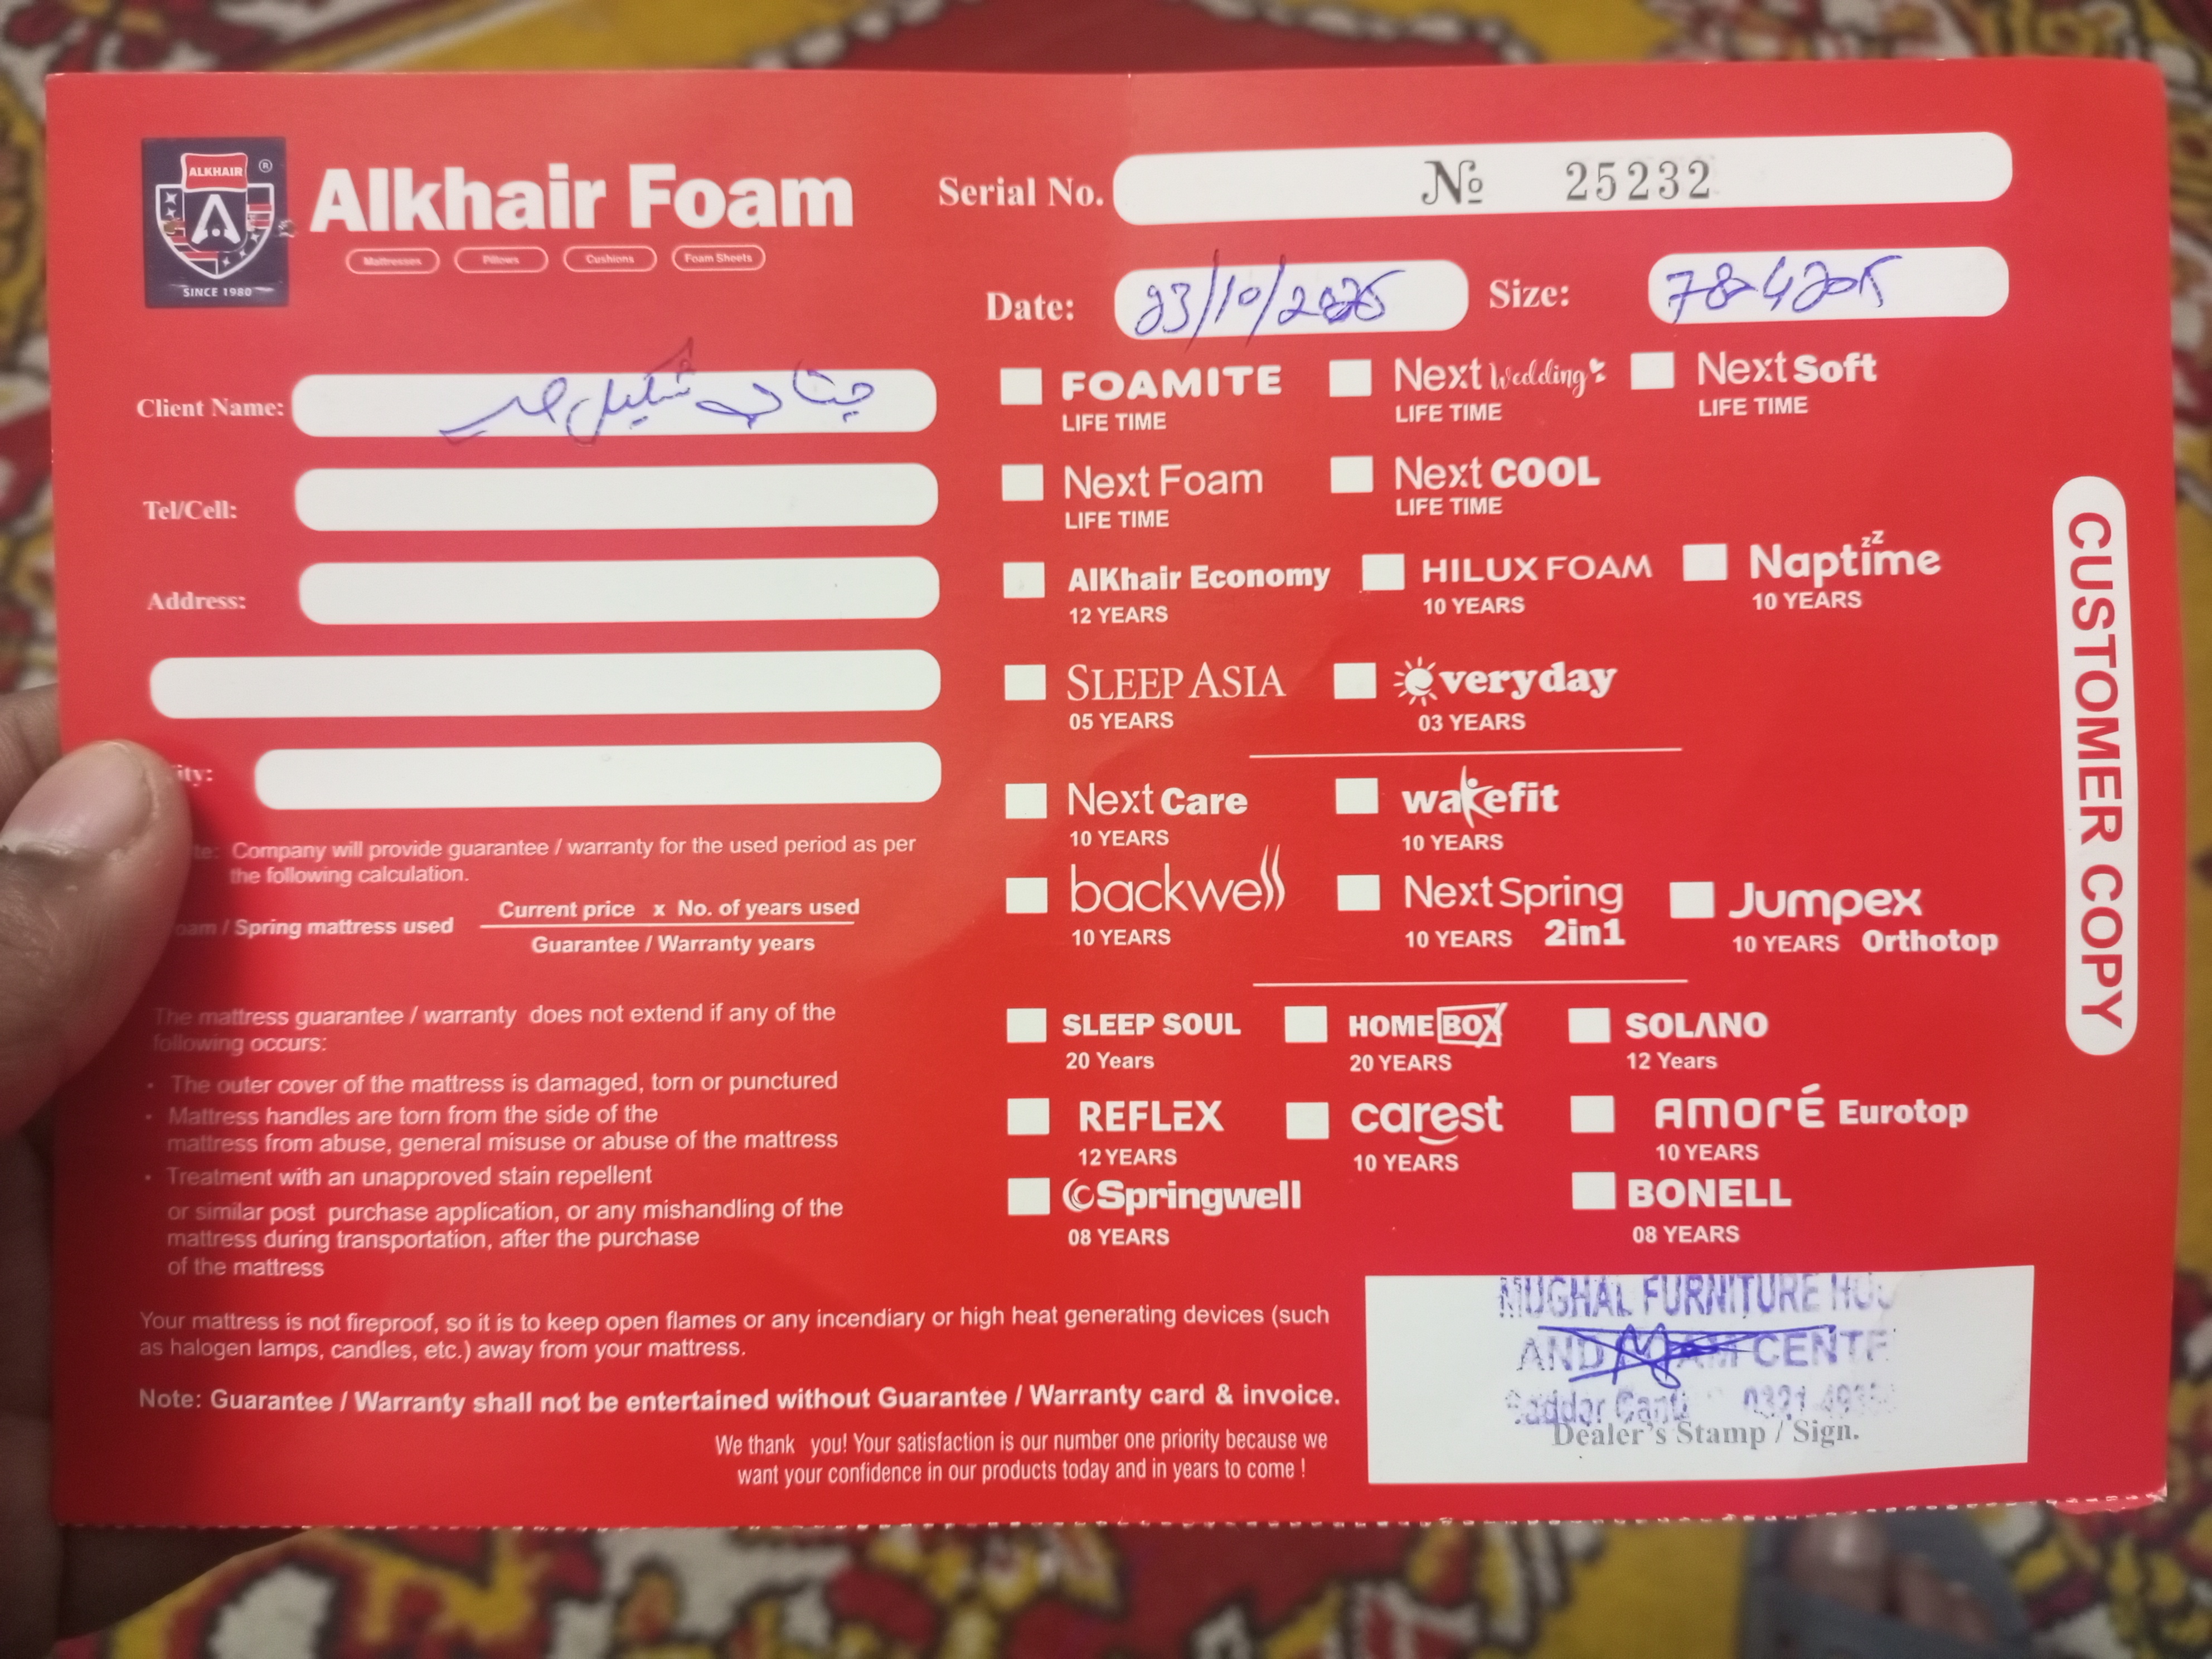 ALKHAIR ®
SINCE 1980
Alkhair Foam
Mattresses Pillows Cushions Foam Sheets
Serial No. № 25232
Date: 23/10/2025 Size:
Client Name: جناب شکیل
Tel/Cell:
Address:
ity:
Company will provide guarantee / warranty for the used period as per
the following calculation.
/ Spring mattress used
Current price x No. of years used
Guarantee / Warranty years
The mattress guarantee / warranty does not extend if any of the
following occurs:
• The outer cover of the mattress is damaged, torn or punctured
• Mattress handles are torn from the side of the
mattress from abuse, general misuse or abuse of the mattress
• Treatment with an unapproved stain repellent
or similar post purchase application, or any mishandling of the
mattress during transportation, after the purchase
of the mattress
Your mattress is not fireproof, so it is to keep open flames or any incendiary or high heat generating devices (such
as halogen lamps, candles, etc.) away from your mattress.
Note: Guarantee / Warranty shall not be entertained without Guarantee / Warranty card & invoice.
We thank you! Your satisfaction is our number one priority because we
want your confidence in our products today and in years to come !
FOAMITE Next Wedding Next Soft
LIFE TIME LIFE TIME LIFE TIME
Next Foam Next COOL
LIFE TIME LIFE TIME
AlKhair Economy HILUX FOAM Naptime zz
12 YEARS 10 YEARS 10 YEARS
SLEEP ASIA everyday
05 YEARS 03 YEARS
Next Care wakefit
10 YEARS 10 YEARS
backwell Next Spring 2in1 Jumpex Orthotop
10 YEARS 10 YEARS 10 YEARS
SLEEP SOUL HOME BOX SOLANO
20 Years 20 YEARS 12 Years
REFLEX carest AMORÉ Eurotop
12 YEARS 10 YEARS 10 YEARS
Springwell BONELL
08 YEARS 08 YEARS
MUGHAL FURNITURE
AND CENTE
Saddar Cantt 0321
Dealer's Stamp / Sign.
CUSTOMER COPY